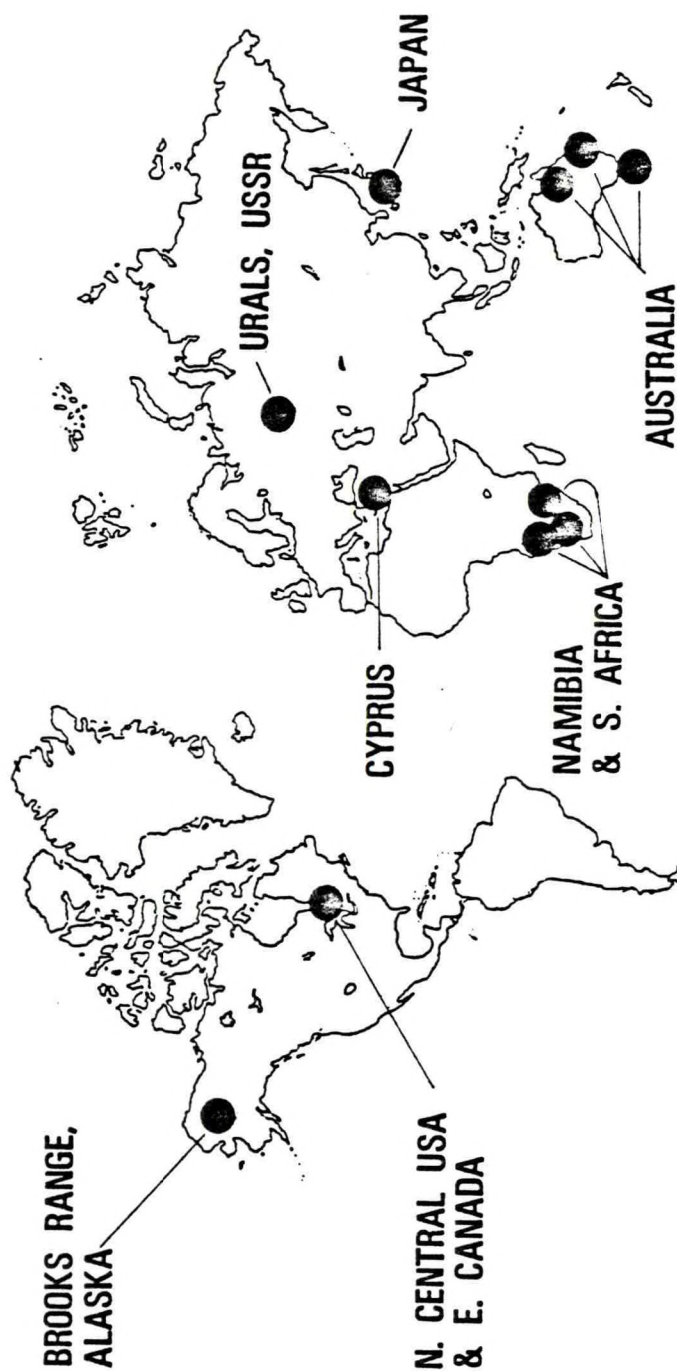 BROOKS RANGE,
ALASKA
N. CENTRAL USA
& E. CANADA
CYPRUS
NAMIBIA
& S. AFRICA
URALS, USSR
JAPAN
AUSTRALIA